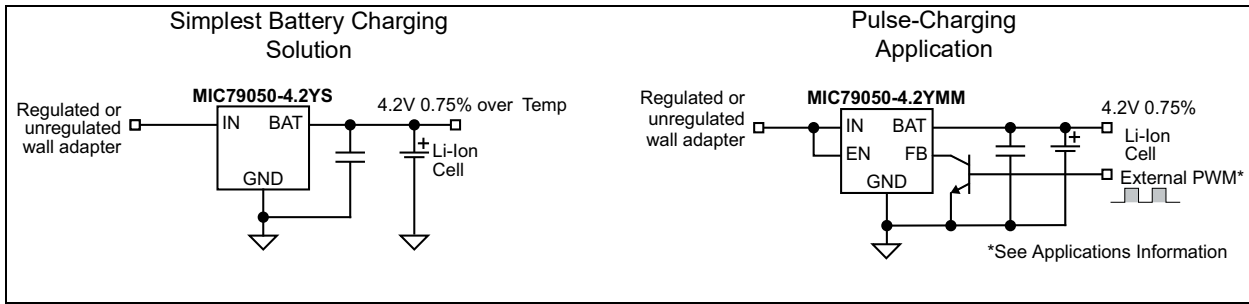 Simplest Battery Charging
Solution
MIC79050-4.2YS
Regulated or
unregulated
wall adapter
IN
BAT
GND
4.2V 0.75% over Temp
+
Li-Ion
Cell
Pulse-Charging
Application
MIC79050-4.2YMM
Regulated or
unregulated
wall adapter
IN
BAT
EN
FB
GND
4.2V 0.75%
+
Li-Ion
Cell
External PWM*
*See Applications Information